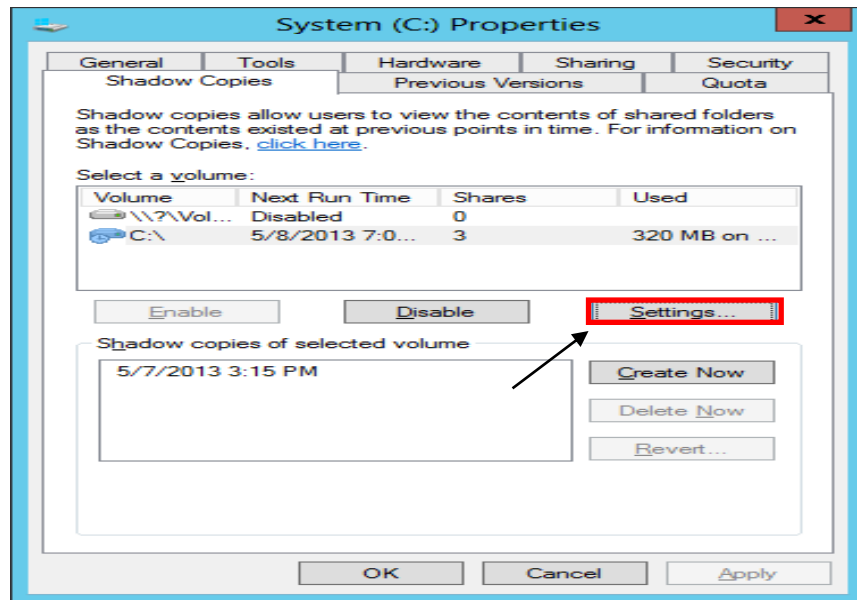 System (C:) Properties
General Tools Hardware Sharing Security
Shadow Copies Previous Versions Quota
Shadow copies allow users to view the contents of shared folders
as the contents existed at previous points in time. For information on
Shadow Copies, click here.
Select a volume:
Volume Next Run Time Shares Used
\\?\Vol... Disabled 0
C:\ 5/8/2013 7:0... 3 320 MB on ...
Enable Disable Settings...
Shadow copies of selected volume
5/7/2013 3:15 PM
Create Now
Delete Now
Revert...
OK Cancel Apply